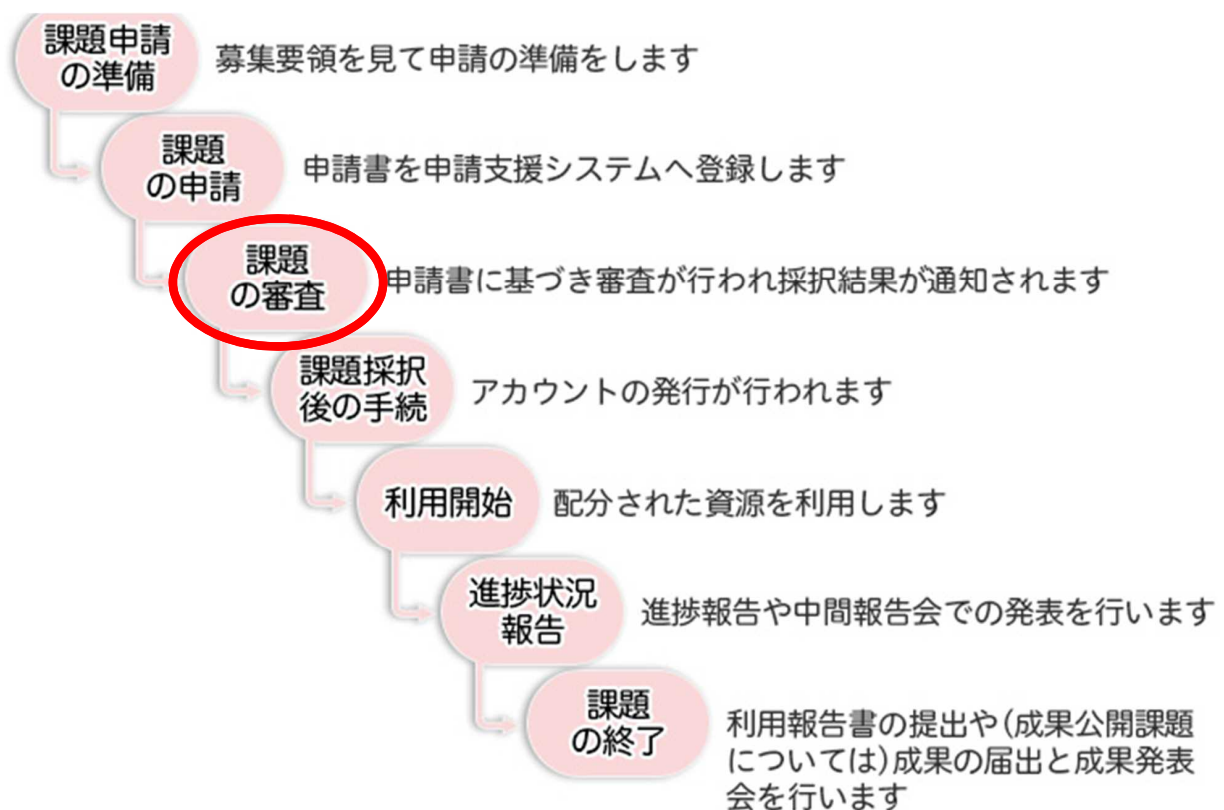 課題申請
の準備
募集要領を見て申請の準備をします
課題
の申請
申請書を申請支援システムへ登録します
課題
の審査
申請書に基づき審査が行われ採択結果が通知されます
課題採択
後の手続
アカウントの発行が行われます
利用開始
配分された資源を利用します
進捗状況
報告
進捗報告や中間報告会での発表を行います
課題
の終了
利用報告書の提出や(成果公開課題
については)成果の届出と成果発表
会を行います